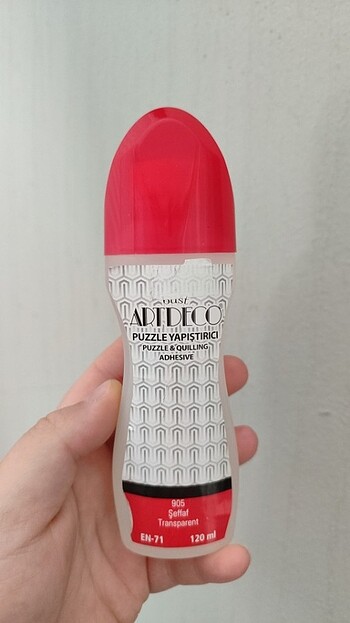 ARTDECO
PUZZLE YAPIŞTIRICI
PUZZLE & QUILLING
ADHESIVE
905
Şeffaf
Transparent
EN-71 120 ml